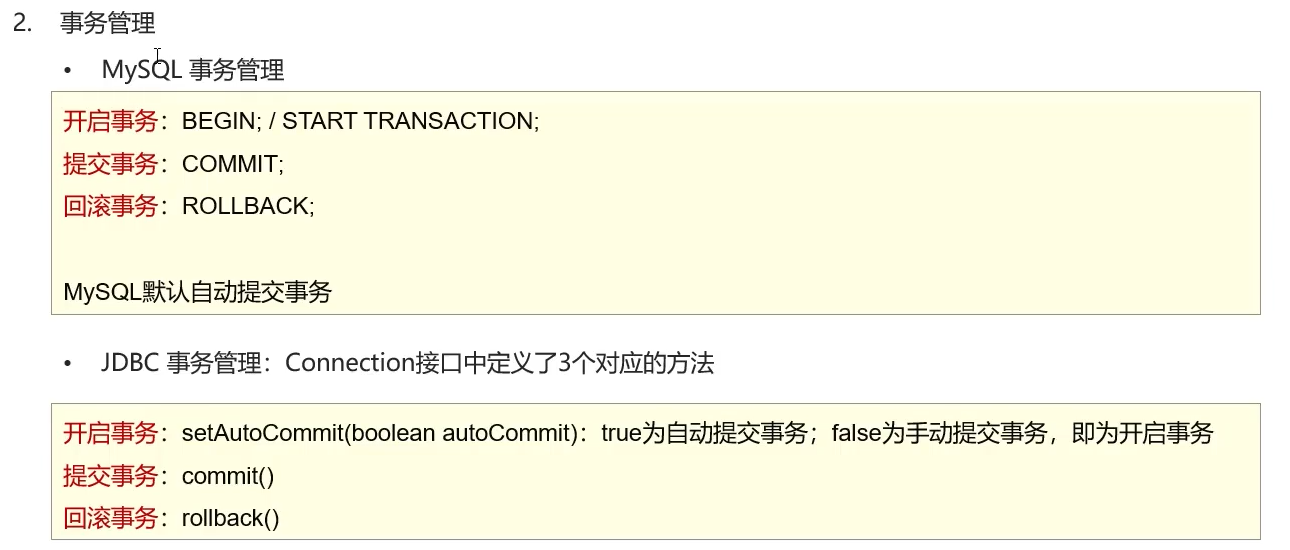 2. 事务管理
• MySQL 事务管理
开启事务：BEGIN; / START TRANSACTION;
提交事务：COMMIT;
回滚事务：ROLLBACK;
MySQL默认自动提交事务
• JDBC 事务管理：Connection接口中定义了3个对应的方法
开启事务：setAutoCommit(boolean autoCommit)：true为自动提交事务；false为手动提交事务，即为开启事务
提交事务：commit()
回滚事务：rollback()